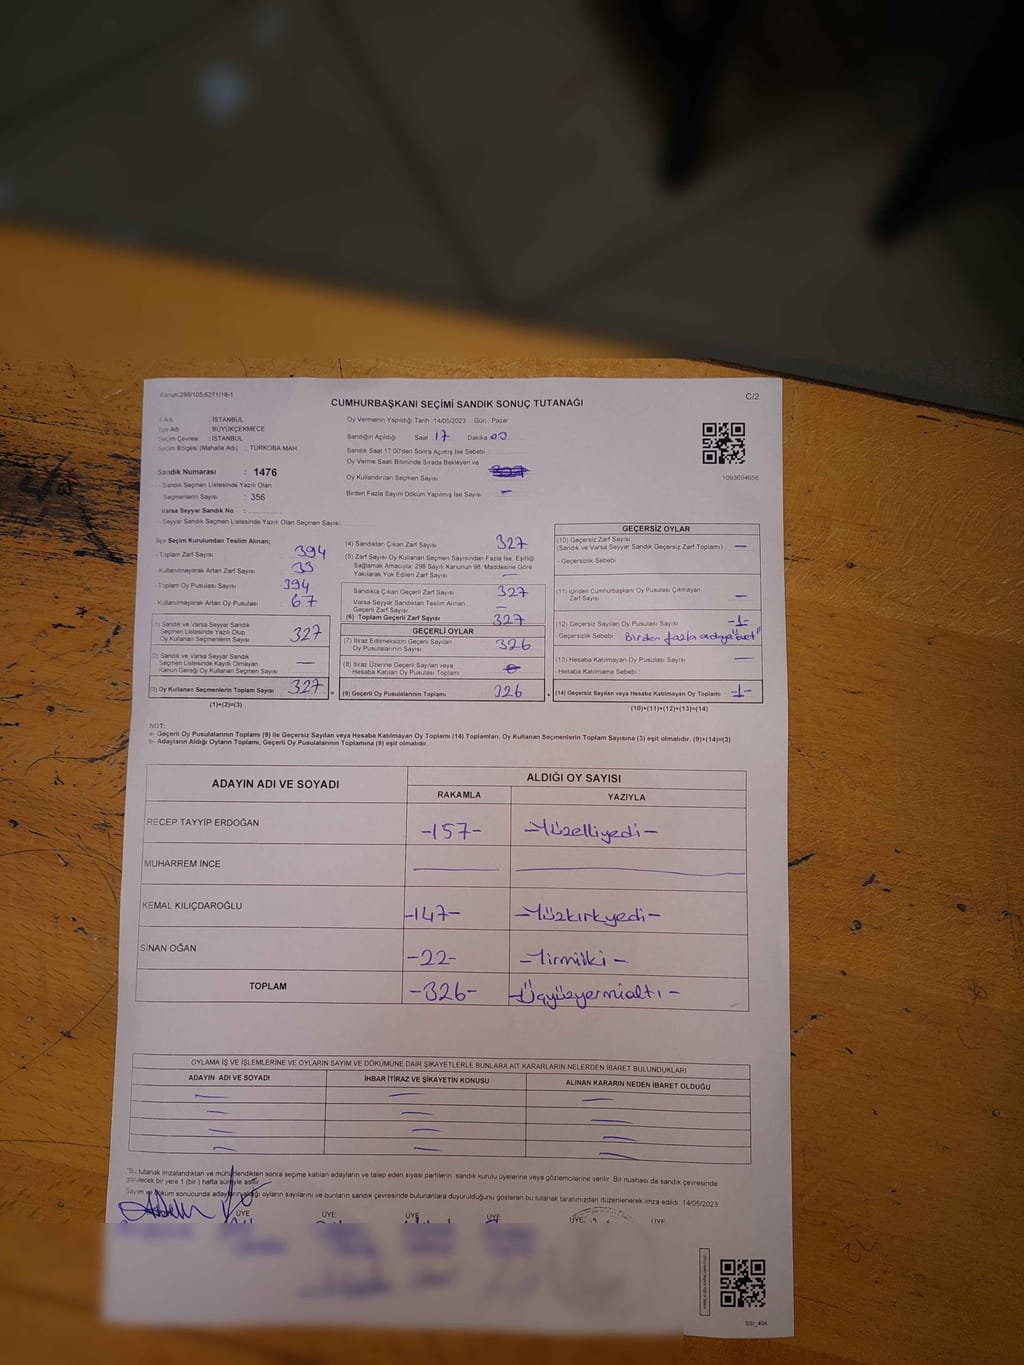 Kanun;298/105,6271/18-1
C/2
CUMHURBAŞKANI SEÇİMİ SANDIK SONUÇ TUTANAĞI
İl Adı : İSTANBUL
İlçe Adı : BÜYÜKÇEKMECE
Seçim Çevresi : İSTANBUL
Seçim Bölgesi (Mahalle Adı) : TÜRKOBA MAH
Sandık Numarası : 1476
- Sandık Seçmen Listesinde Yazılı Olan
Seçmenlerin Sayısı : 356
Varsa Seyyar Sandık No :
- Seyyar Sandık Seçmen Listesinde Yazılı Olan Seçmen Sayısı:
Oy Vermenin Yapıldığı Tarih : 14/05/2023 Gün : Pazar
Sandığın Açıldığı Saat : 17 Dakika 00
Sandık Saat 17:00'den Sonra Açılmış İse Sebebi
Oy Verme Saati Bitiminde Sırada Bekleyen ve
Oy Kullandırılan Seçmen Sayısı
Birden Fazla Sayım Döküm Yapılmış İse Sayısı : -
1093694656
İlçe Seçim Kurulundan Teslim Alınan;
- Toplam Zarf Sayısı : 394
- Kullanılmayarak Artan Zarf Sayısı : 33
- Toplam Oy Pusulası Sayısı : 394
- Kullanılmayarak Artan Oy Pusulası : 67
(1) Sandık ve Varsa Seyyar Sandık
Seçmen Listesinde Yazılı Olup
Oy Kullanan Seçmenlerin Sayısı 327
(2) Sandık ve Varsa Seyyar Sandık
Seçmen Listesinde Kayıtlı Olmayan
Kanun Gereği Oy Kullanan Seçmen Sayısı —
(3) Oy Kullanan Seçmenlerin Toplam Sayısı 327
(1)+(2)=(3)
(4) Sandıktan Çıkan Zarf Sayısı 327
(5) Zarf Sayısı Oy Kullanan Seçmen Sayısından Fazla İse, Eşitliği
Sağlamak Amacıyla; 298 Sayılı Kanunun 98. Maddesine Göre
Yakılarak Yok Edilen Zarf Sayısı —
Sandıkta Çıkan Geçerli Zarf Sayısı 327
Varsa Seyyar Sandıktan Teslim Alınan
Geçerli Zarf Sayısı —
(6) Toplam Geçerli Zarf Sayısı 327
GEÇERLİ OYLAR
(7) İtiraz Edilmeksizin Geçerli Sayılan
Oy Pusulalarının Sayısı 326
(8) İtiraz Üzerine Geçerli Sayılan veya
Hesaba Katılan Oy Pusulası Toplamı
(9) Geçerli Oy Pusulalarının Toplamı 326
GEÇERSİZ OYLAR
(10) Geçersiz Zarf Sayısı
(Sandık ve Varsa Seyyar Sandık Geçersiz Zarf Toplamı) : —
- Geçersizlik Sebebi
(11) İçinden Cumhurbaşkanı Oy Pusulası Çıkmayan
Zarf Sayısı —
(12) Geçersiz Sayılan Oy Pusulası Sayısı -1-
- Geçersizlik Sebebi Birden fazla adaya "evet"
(13) Hesaba Katılmayan Oy Pusulası Sayısı —
- Hesaba Katılmama Sebebi
(14) Geçersiz Sayılan veya Hesaba Katılmayan Oy Toplamı -1-
(10)+(11)+(12)+(13)=(14)
NOT:
a- Geçerli Oy Pusulalarının Toplamı (9) ile Geçersiz Sayılan veya Hesaba Katılmayan Oy Toplamı (14) Toplamları, Oy Kullanan Seçmenlerin Toplam Sayısına (3) eşit olmalıdır, (9)+(14)=(3)
b- Adayların Aldığı Oyların Toplamı, Geçerli Oy Pusulalarının Toplamına (9) eşit olmalıdır.
ADAYIN ADI VE SOYADI
ALDIĞI OY SAYISI
RAKAMLA YAZIYLA
RECEP TAYYİP ERDOĞAN -157- -Yüzelliyedi-
MUHARREM İNCE
KEMAL KILIÇDAROĞLU -147- -Yüzkırkyedi-
SİNAN OĞAN -22- -Yirmiiki-
TOPLAM -326- -Üçyüzyirmialtı-
OYLAMA İŞ VE İŞLEMLERİNE VE OYLARIN SAYIM VE DÖKÜMÜNE DAİR ŞİKAYETLERLE BUNLARA AİT KARARLARIN NELERDEN İBARET BULUNDUKLARI
ADAYIN ADI VE SOYADI İHBAR İTİRAZ VE ŞİKAYETİN KONUSU ALINAN KARARIN NEDEN İBARET OLDUĞU
"Bu tutanak imzalandıktan ve mühürlendikten sonra seçime katılan adayların ve talep eden siyasi partilerin sandık kurulu üyelerine veya gözlemcilerine verilir. Bir nüshası da sandık çevresinde
görülecek bir yere 1 (bir) hafta süreyle asılır.
Sayım ve döküm sonucunda adayların aldığı oyların sayılarını ve bunların sandık çevresinde bulunanlara duyurulduğunu gösteren bu tutanak tarafımızdan düzenlenerek imza edildi. 14/05/2023
ÜYE ÜYE ÜYE ÜYE ÜYE ÜYE
SSI_404